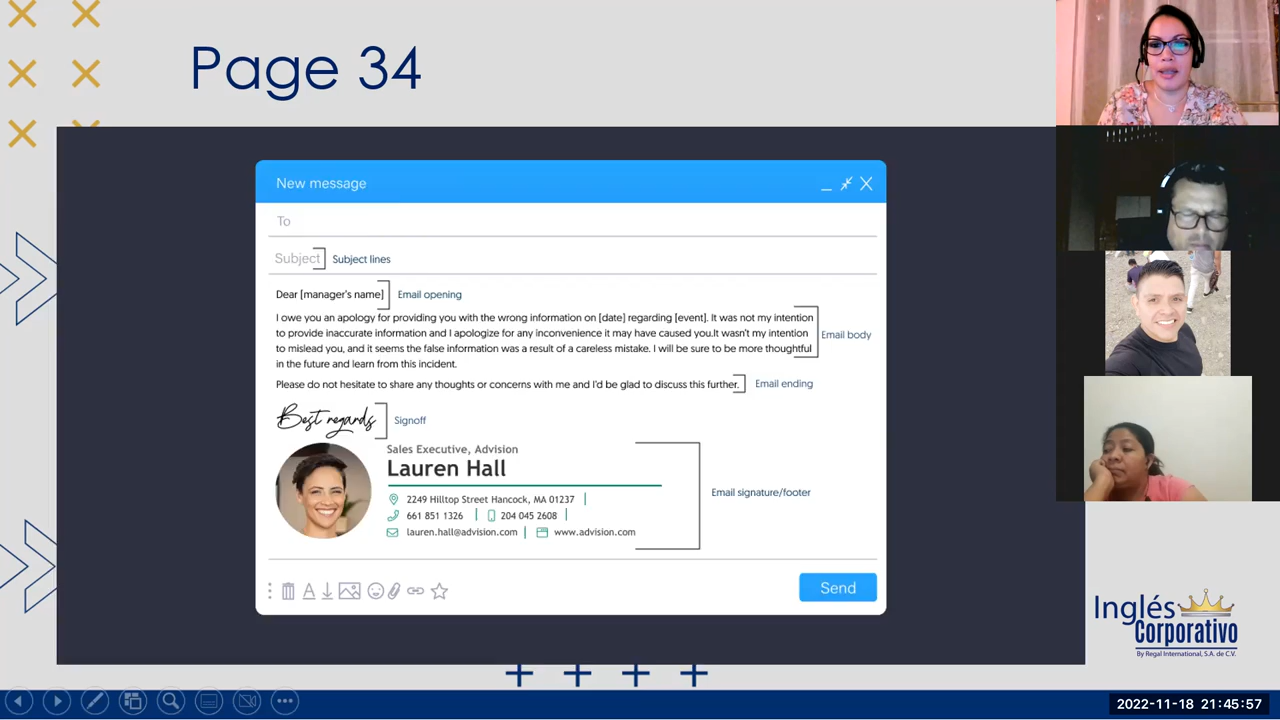 Page 34
New message
To
Subject Subject lines
Dear [manager's name] Email opening
I owe you an apology for providing you with the wrong information on [date] regarding [event]. It was not my intention
to provide inaccurate information and I apologize for any inconvenience it may have caused you.It wasn't my intention
Email body
to mislead you, and it seems the false information was a result of a careless mistake. I will be sure to be more thoughtful
in the future and learn from this incident.
Please do not hesitate to share any thoughts or concerns with me and I'd be glad to discuss this further. Email ending
Best regards Signoff
Sales Executive, Advision
Lauren Hall
2249 Hilltop Street Hancock, MA 01237
Email signature/footer
661 851 1326 204 045 2608
lauren.hall@advision.com www.advision.com
Send
Inglés
Corporativo
By Regal International, S.A. de C.V.
2022-11-18 21:45:57